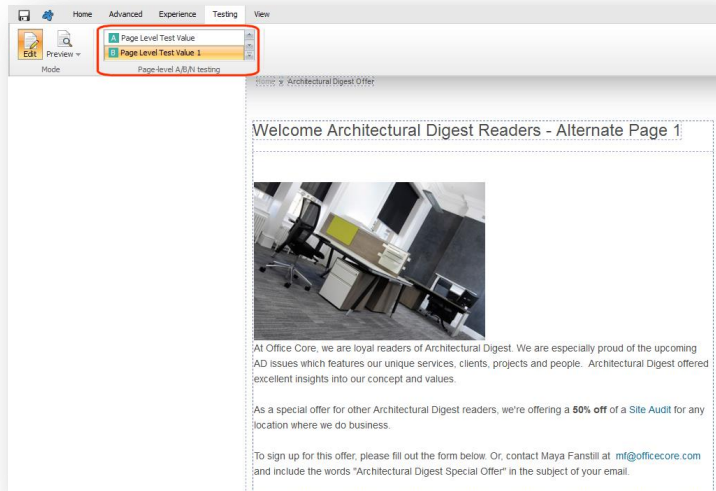 Home Advanced Experience Testing View
A Page Level Test Value
B Page Level Test Value 1
Edit Preview
Mode Page-level A/B/N testing
Home x Architectural Digest Offer
Welcome Architectural Digest Readers - Alternate Page 1
At Office Core, we are loyal readers of Architectural Digest. We are especially proud of the upcoming
AD issues which features our unique services, clients, projects and people. Architectural Digest offered
excellent insights into our concept and values.
As a special offer for other Architectural Digest readers, we're offering a 50% off of a Site Audit for any
location where we do business.
To sign up for this offer, please fill out the form below. Or, contact Maya Fanstill at mf@officecore.com
and include the words "Architectural Digest Special Offer" in the subject of your email.